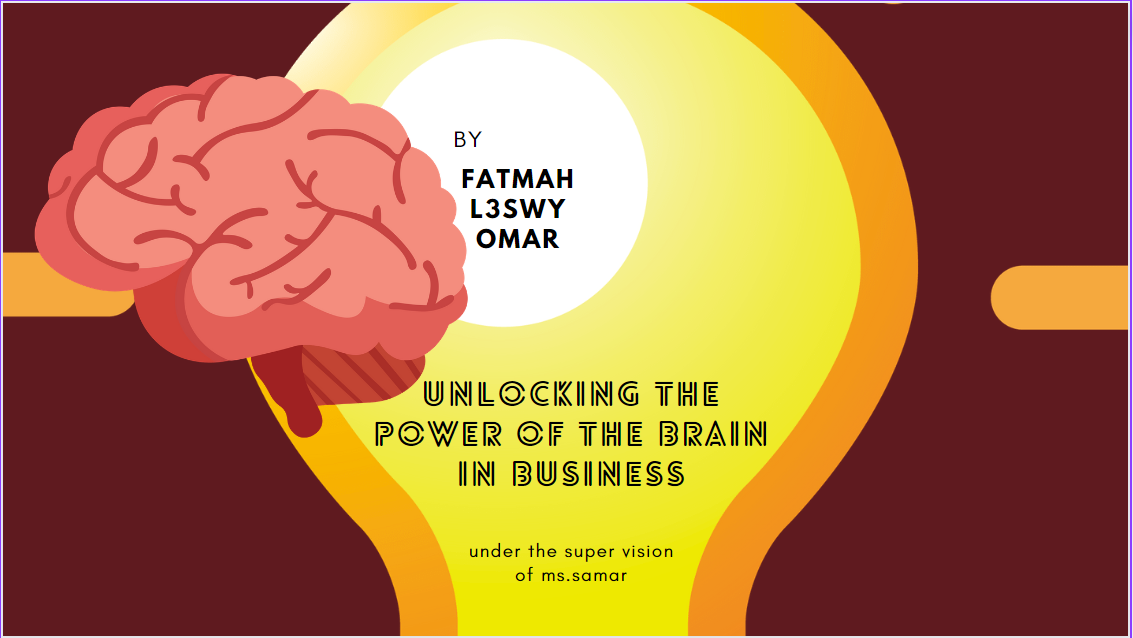 BY
FATMAH
L3SWY
OMAR
UNLOCKING THE
POWER OF THE BRAIN
IN BUSINESS
under the super vision
of ms.samar